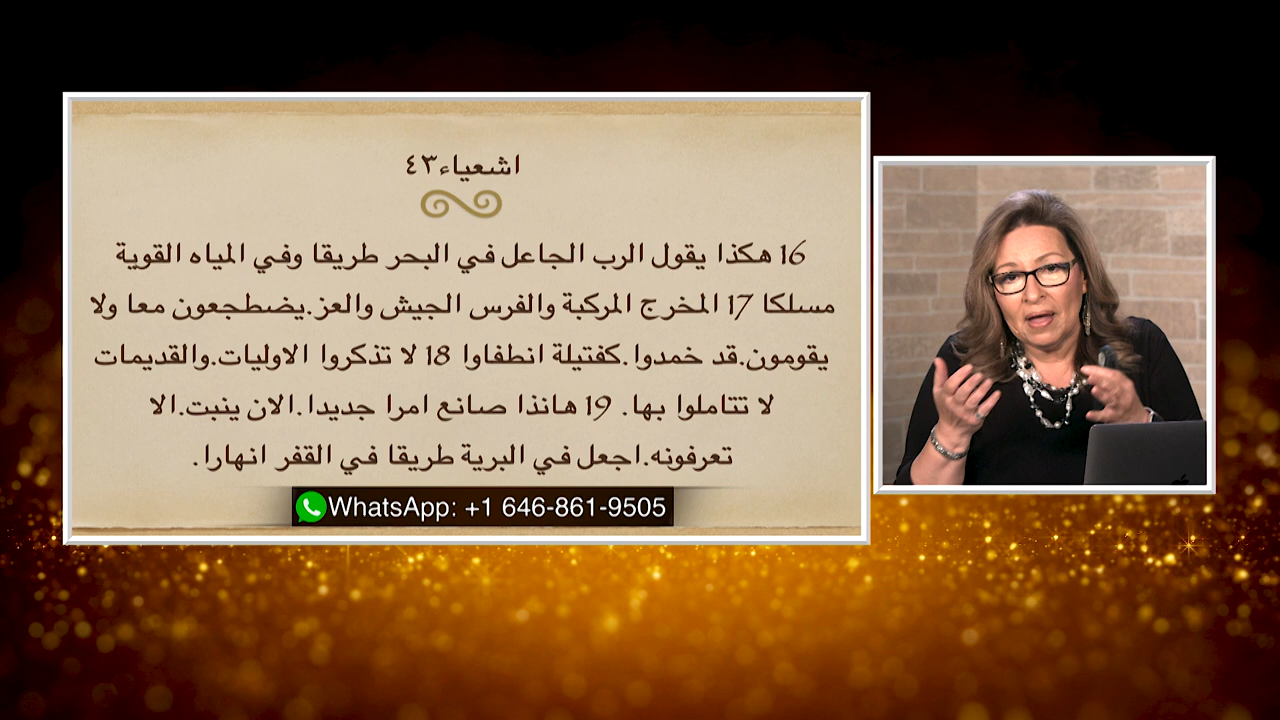 اشعياء٤٣
16 هكذا يقول الرب الجاعل في البحر طريقا وفي المياه القوية
مسلكا 17 المخرج المركبة والفرس الجيش والعز.يضطجعون معا ولا
يقومون.قد خمدوا.كفتيلة انطفاوا 18 لا تذكروا الاوليات.والقديمات
لا تتاملوا بها. 19 هانذا صانع امرا جديدا.الان ينبت.الا
تعرفونه.اجعل في البرية طريقا في القفر انهارا.
WhatsApp: +1 646-861-9505